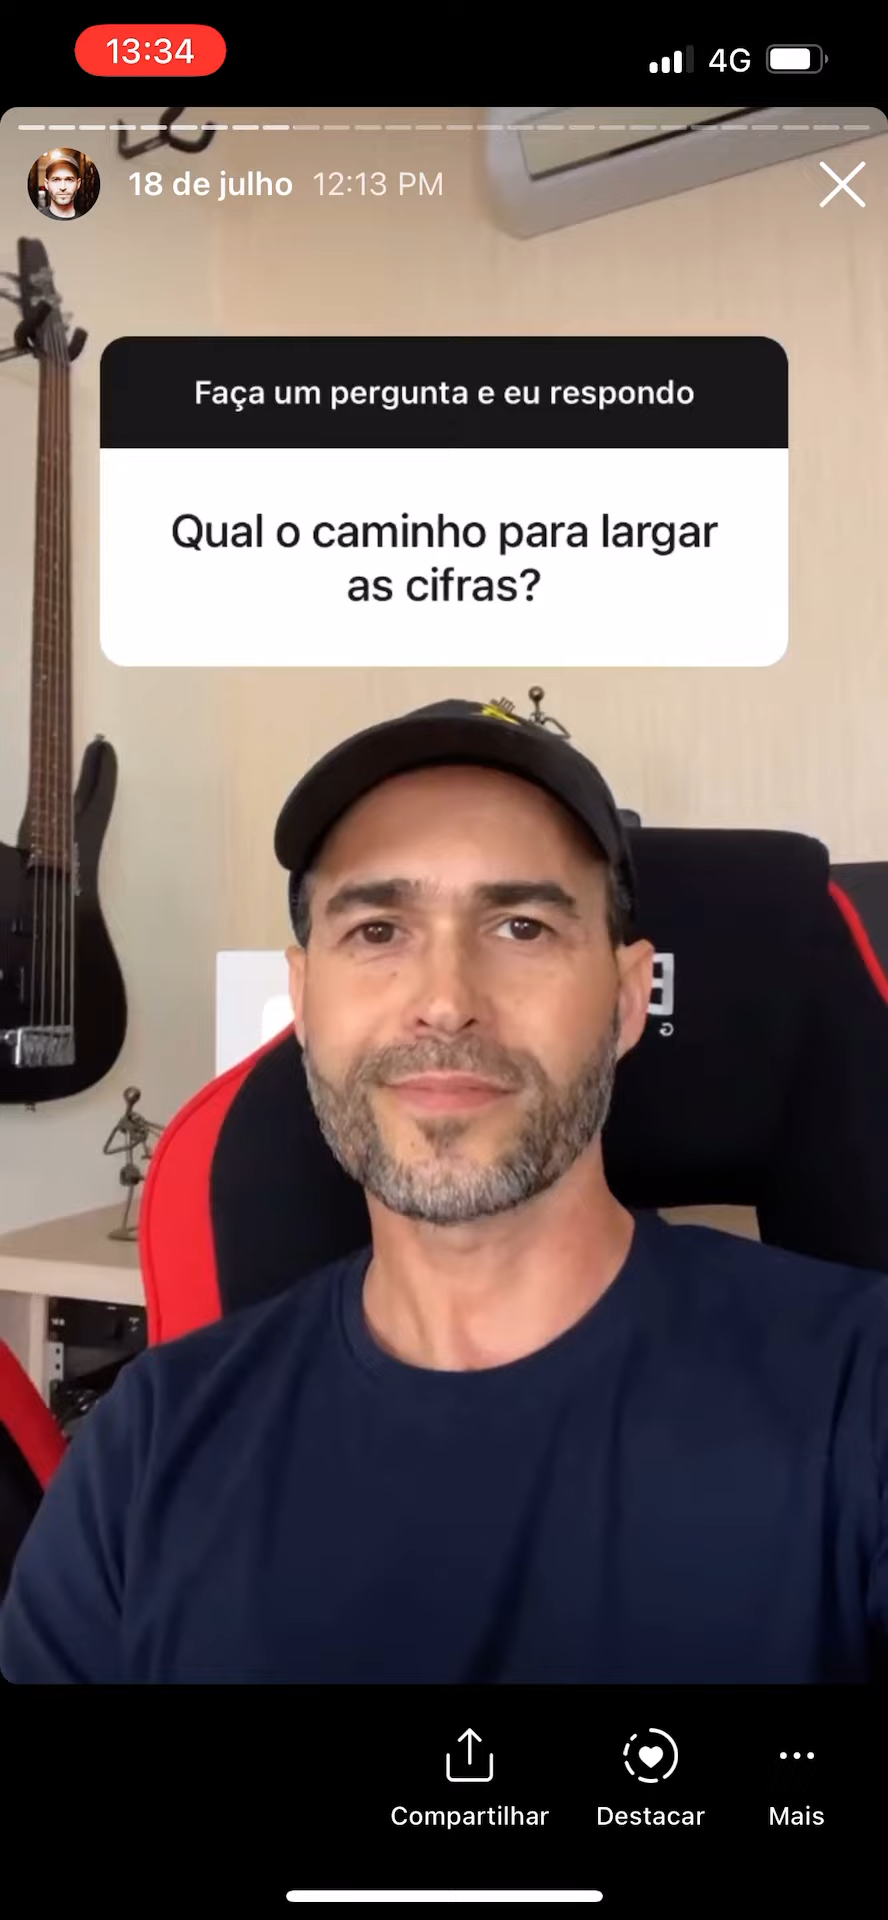 13:34
4G
18 de julho 12:13 PM
Faça um pergunta e eu respondo
Qual o caminho para largar
as cifras?
Compartilhar
Destacar
Mais